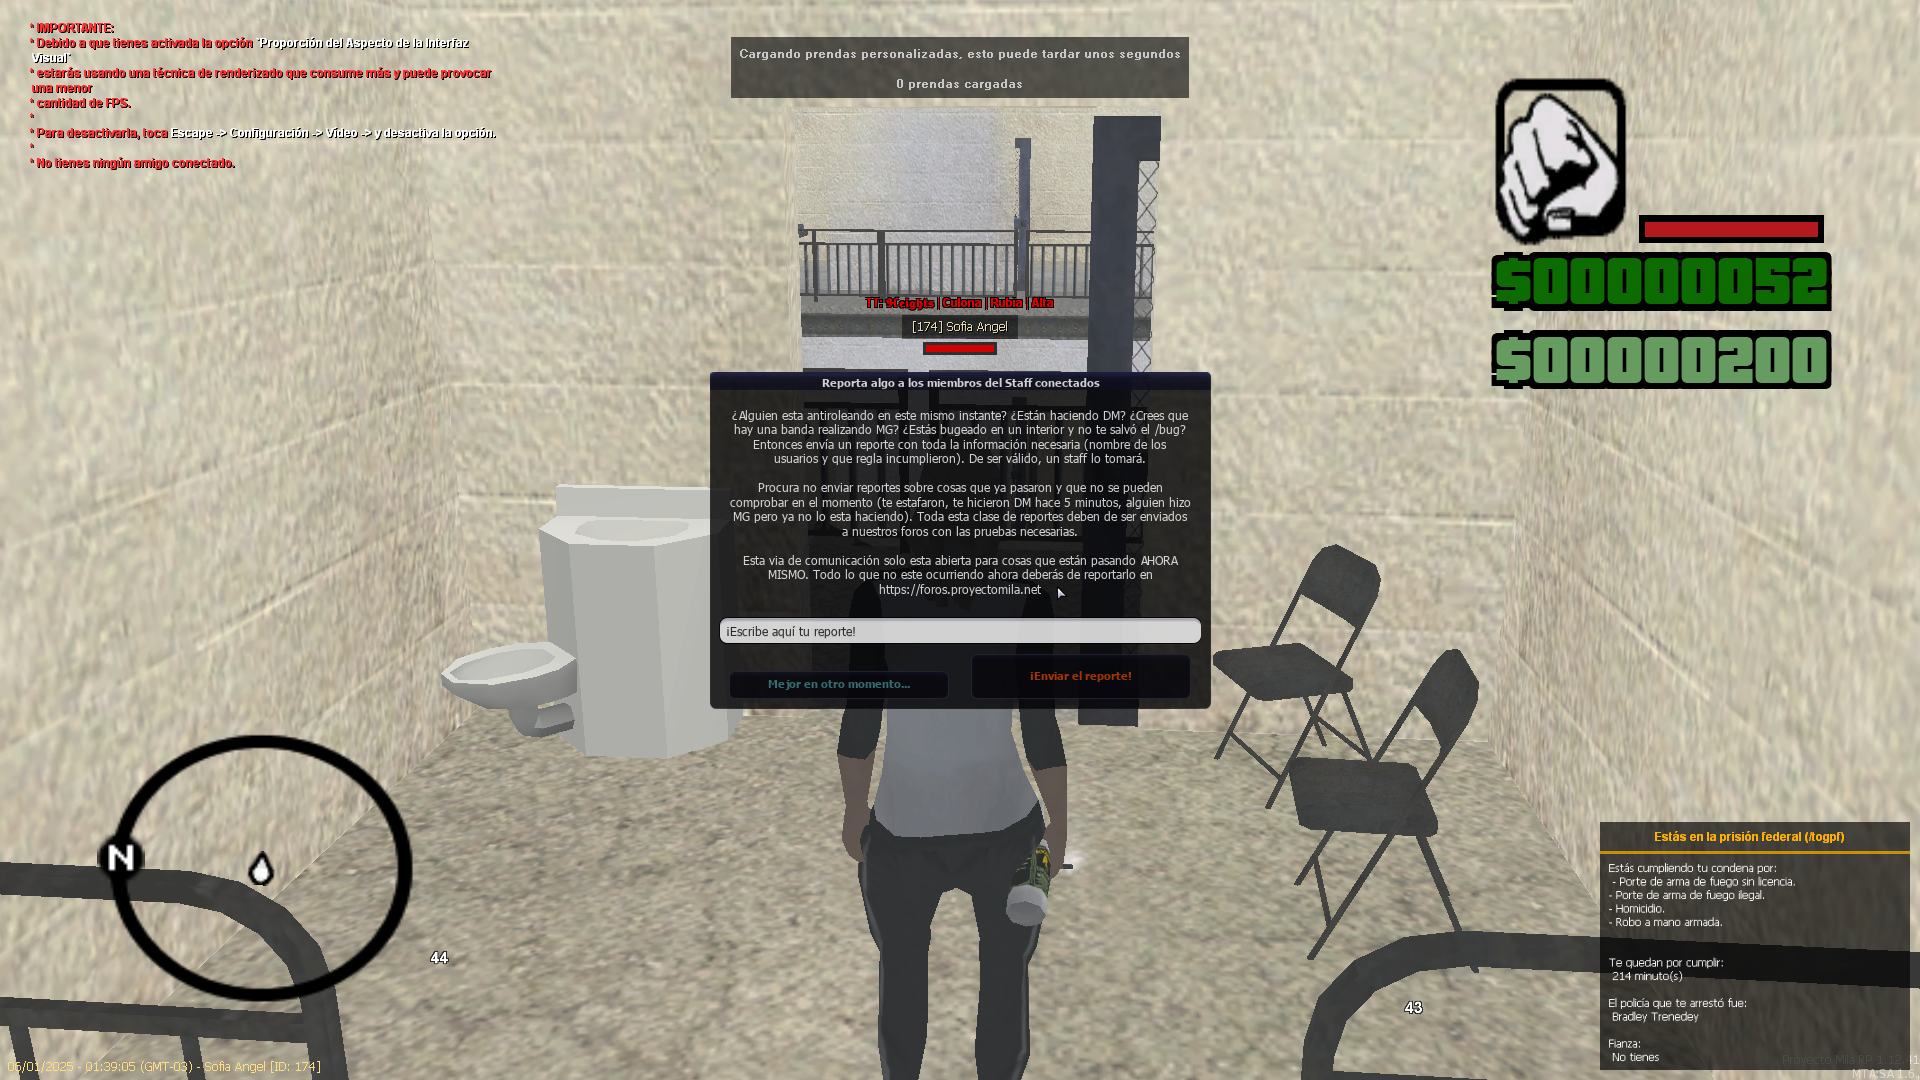 * IMPORTANTE:
* Debido a que tienes activada la opción 'Proporción del Aspecto de la Interfaz
Visual'
* estarás usando una técnica de renderizado que consume más y puede provocar
una menor
* cantidad de FPS.
*
* Para desactivarla, toca Escape -> Configuración -> Vídeo -> y desactiva la opción.
*
* No tienes ningún amigo conectado.
Cargando prendas personalizadas, esto puede tardar unos segundos
0 prendas cargadas
$00000052
$00000200
| Culona | Rubia | Alta
[174] Sofia Angel
Reporta algo a los miembros del Staff conectados
¿Alguien esta antiroleando en este mismo instante? ¿Están haciendo DM? ¿Crees que
hay una banda realizando MG? ¿Estás bugeado en un interior y no te salvó el /bug?
Entonces envía un reporte con toda la información necesaria (nombre de los
usuarios y que regla incumplieron). De ser válido, un staff lo tomará.
Procura no enviar reportes sobre cosas que ya pasaron y que no se pueden
comprobar en el momento (te estafaron, te hicieron DM hace 5 minutos, alguien hizo
MG pero ya no lo esta haciendo). Toda esta clase de reportes deben de ser enviados
a nuestros foros con las pruebas necesarias.
Esta via de comunicación solo esta abierta para cosas que están pasando AHORA
MISMO. Todo lo que no este ocurriendo ahora deberás de reportarlo en
https://foros.proyectomila.net
¡Escribe aquí tu reporte!
Mejor en otro momento...
¡Enviar el reporte!
N
44
43
Estás en la prisión federal (/togpf)
Estás cumpliendo tu condena por:
- Porte de arma de fuego sin licencia.
- Porte de arma de fuego ilegal.
- Homicidio.
- Robo a mano armada.
Te quedan por cumplir:
214 minuto(s)
El policía que te arrestó fue:
Bradley Trenedey
Fianza:
No tienes
06/01/2025 - 01:39:05 (GMT-03) - Sofia Angel [ID: 174]
Proyecto Mila RP
MTA:SA 1.6